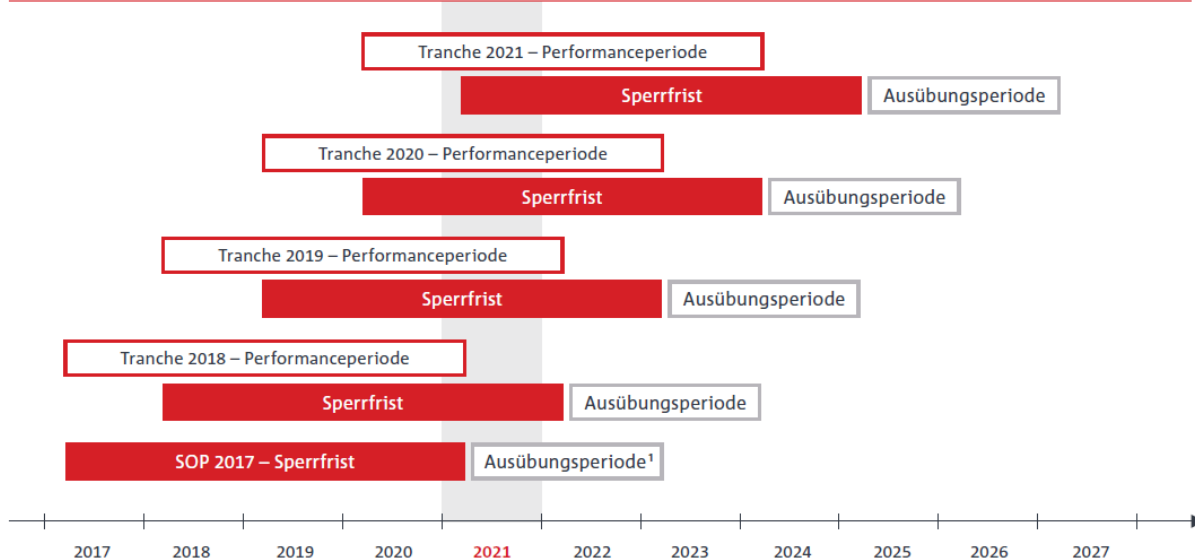 Tranche 2021 – Performanceperiode
Sperrfrist Ausübungsperiode
Tranche 2020 – Performanceperiode
Sperrfrist Ausübungsperiode
Tranche 2019 – Performanceperiode
Sperrfrist Ausübungsperiode
Tranche 2018 – Performanceperiode
Sperrfrist Ausübungsperiode
SOP 2017 – Sperrfrist Ausübungsperiode¹
2017 2018 2019 2020 2021 2022 2023 2024 2025 2026 2027